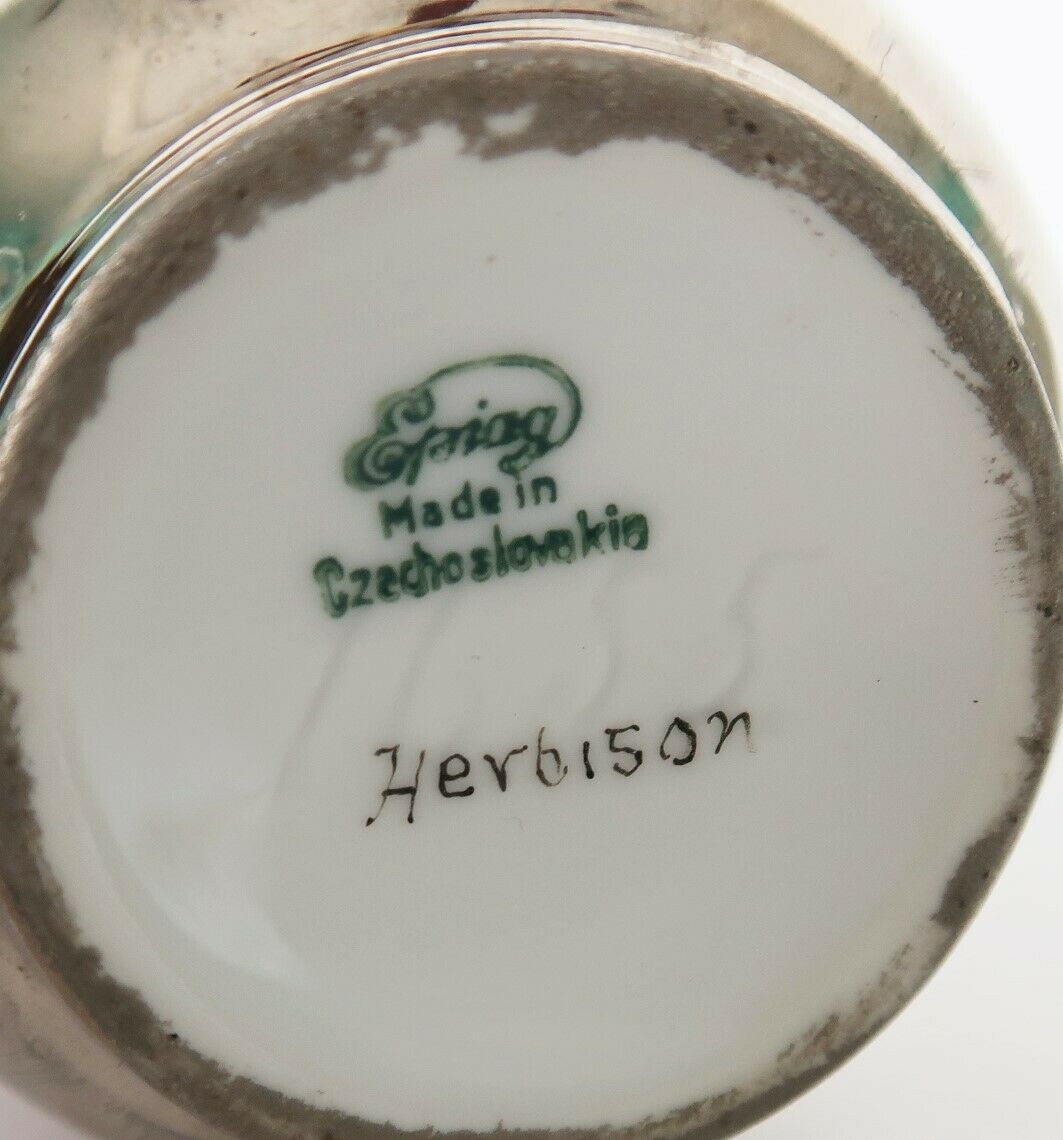 Epiag
Made in
Czechoslovakia
Herbison